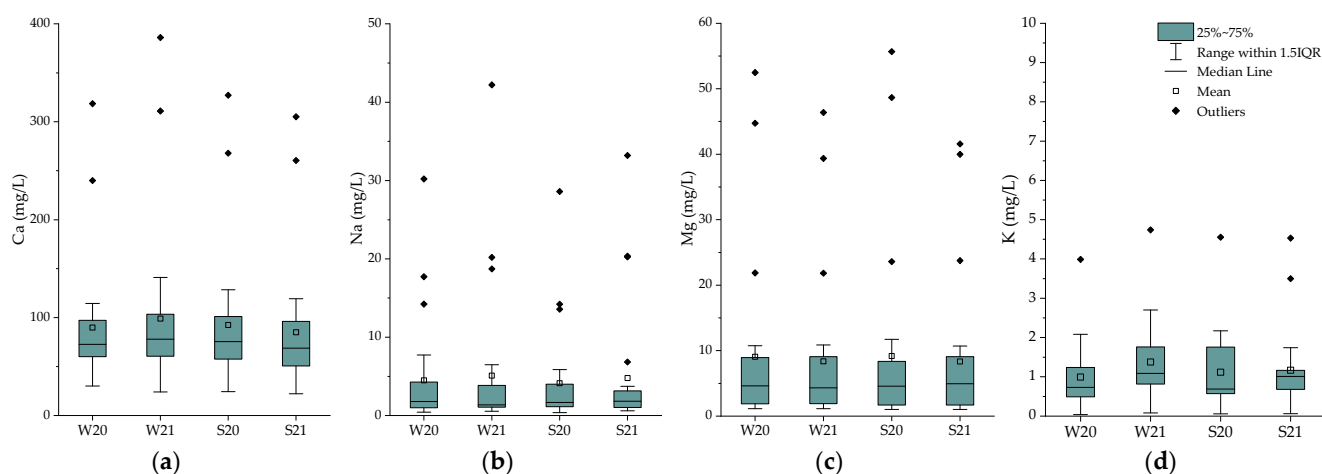 400
300
200
100
0
Ca (mg/L)
W20 W21 S20 S21
(a)
50
40
30
20
10
0
Na (mg/L)
W20 W21 S20 S21
(b)
60
50
40
30
20
10
0
Mg (mg/L)
W20 W21 S20 S21
(c)
10
9
8
7
6
5
4
3
2
1
0
K (mg/L)
W20 W21 S20 S21
(d)
25%~75%
Range within 1.5IQR
Median Line
Mean
Outliers